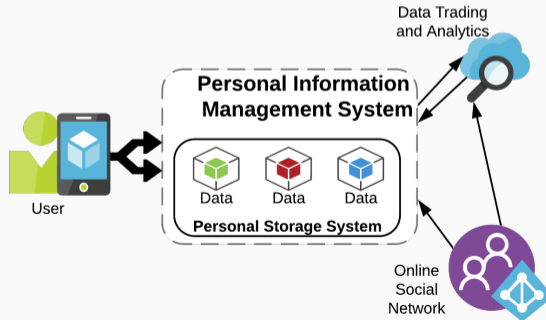 Data Trading
and Analytics
Personal Information
Management System
Data
Data
Data
Personal Storage System
User
Online
Social
Network